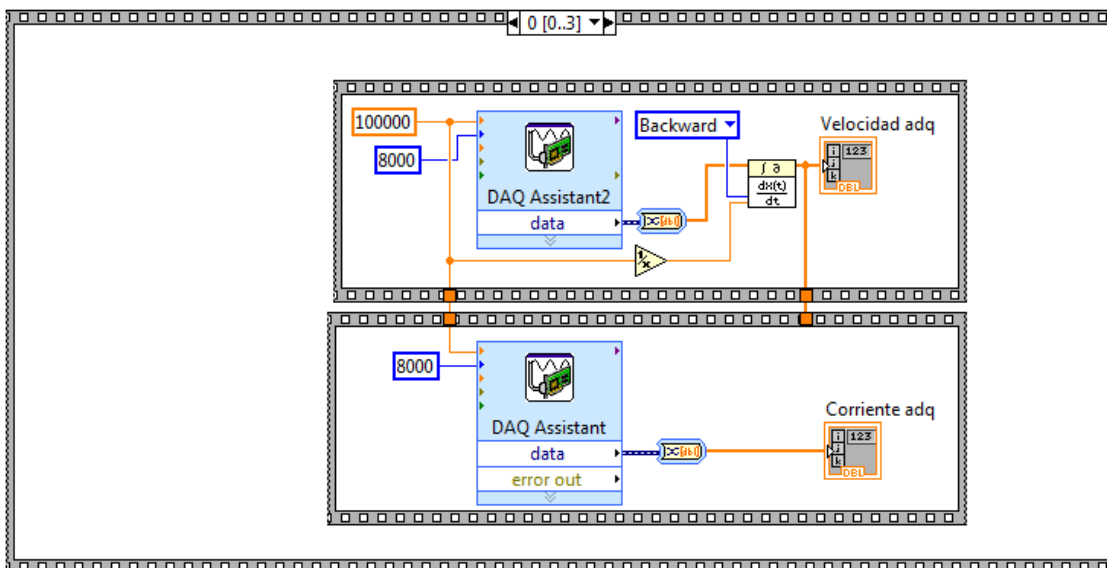 0 [0..3]
100000
8000
DAQ Assistant2
data
Backward
∫ ∂
dX(t)
dt
1/x
Velocidad adq
i
j
k
123
DBL
8000
DAQ Assistant
data
error out
Corriente adq
i
j
k
123
DBL